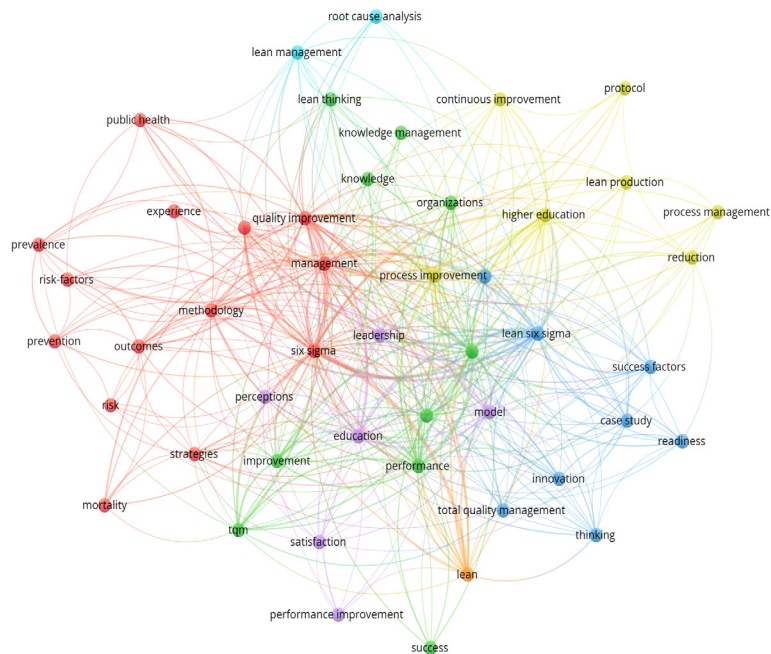 root cause analysis
lean management
protocol
lean thinking
continuous improvement
public health
knowledge management
knowledge
lean production
organizations
experience
quality improvement
higher education
process management
prevalence
reduction
management
process improvement
risk-factors
methodology
leadership
lean six sigma
prevention
outcomes
six sigma
success factors
perceptions
risk
model
case study
education
readiness
strategies
improvement
performance
innovation
mortality
total quality management
tqm
thinking
satisfaction
lean
performance improvement
success